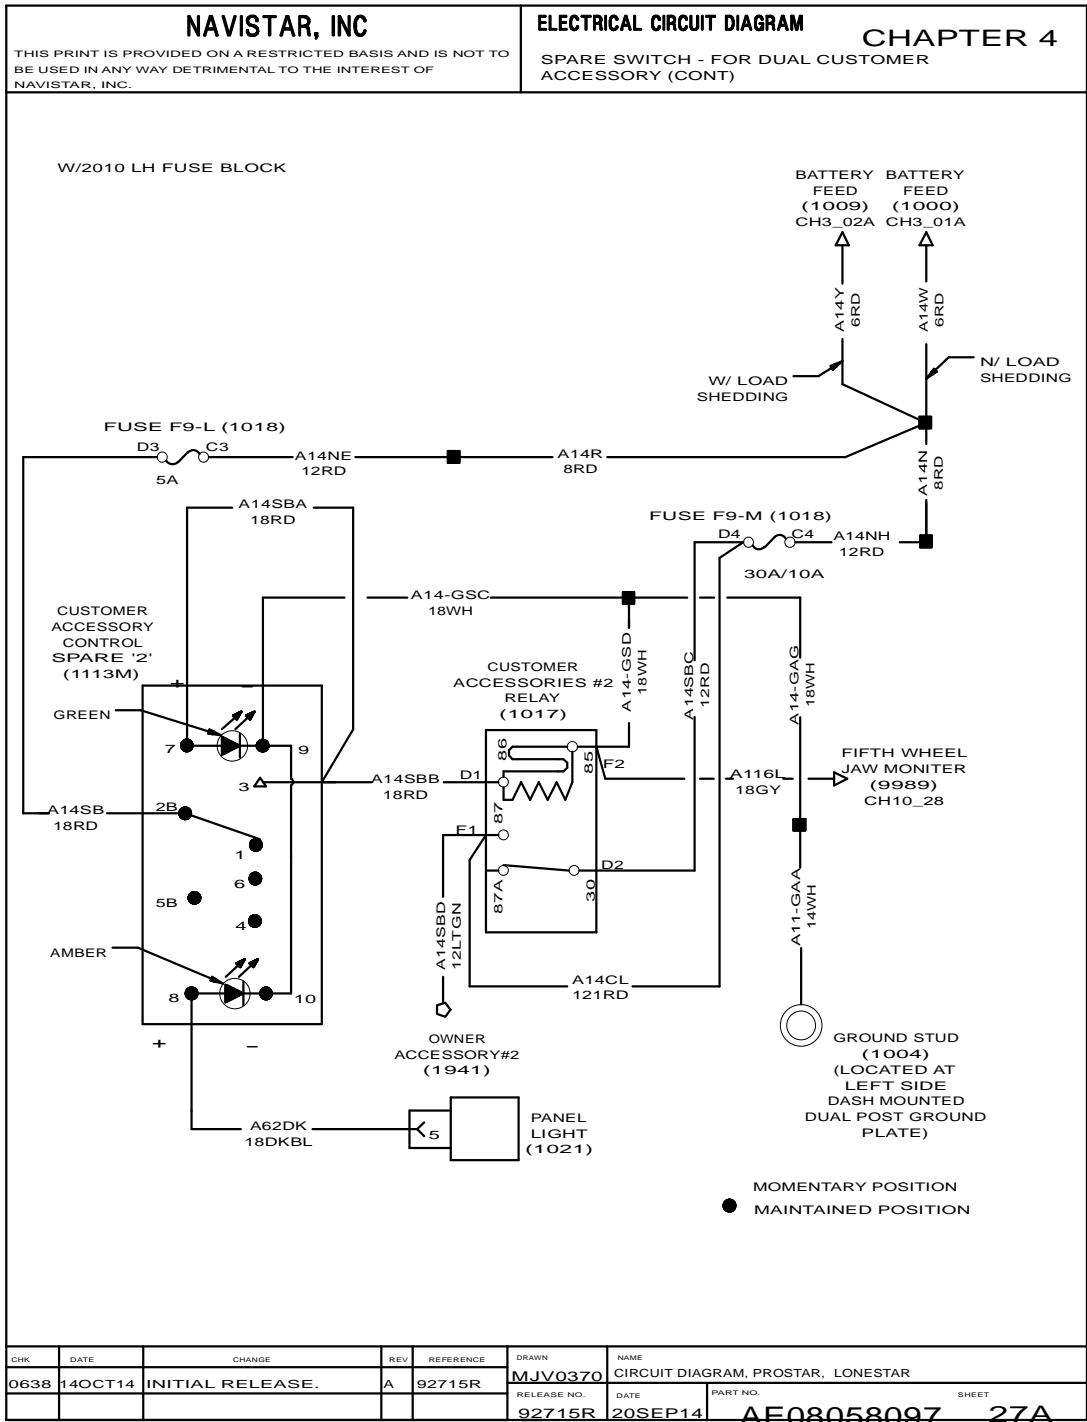 NAVISTAR, INC
THIS PRINT IS PROVIDED ON A RESTRICTED BASIS AND IS NOT TO
BE USED IN ANY WAY DETRIMENTAL TO THE INTEREST OF
NAVISTAR, INC.
ELECTRICAL CIRCUIT DIAGRAM
CHAPTER 4
SPARE SWITCH - FOR DUAL CUSTOMER
ACCESSORY (CONT)
W/2010 LH FUSE BLOCK
BATTERY
FEED
(1009)
CH3_02A
BATTERY
FEED
(1000)
CH3_01A
A14Y
6RD
A14W
6RD
W/ LOAD
SHEDDING
N/ LOAD
SHEDDING
FUSE F9-L (1018)
D3
C3
5A
A14NE
12RD
A14R
8RD
A14N
8RD
A14SBA
18RD
FUSE F9-M (1018)
D4
C4
30A/10A
A14NH
12RD
A14-GSC
18WH
CUSTOMER
ACCESSORY
CONTROL
SPARE '2'
(1113M)
+
-
GREEN
7
9
3
A14SB
18RD
2B
1
6
5B
4
AMBER
8
10
+
-
A14SBB
18RD
CUSTOMER
ACCESSORIES #2
RELAY
(1017)
86
85
D1
F2
87
F1
87A
30
D2
A14-GSD
18WH
A14SBC
12RD
A14-GAG
18WH
A116L
18GY
FIFTH WHEEL
JAW MONITER
(9989)
CH10_28
A14SBD
12LTGN
A14CL
121RD
A11-GAA
14WH
OWNER
ACCESSORY#2
(1941)
GROUND STUD
(1004)
(LOCATED AT
LEFT SIDE
DASH MOUNTED
DUAL POST GROUND
PLATE)
A62DK
18DKBL
5
PANEL
LIGHT
(1021)
MOMENTARY POSITION
MAINTAINED POSITION
CHK DATE CHANGE REV REFERENCE
0638 14OCT14 INITIAL RELEASE. A 92715R
DRAWN
MJV0370
NAME
CIRCUIT DIAGRAM, PROSTAR, LONESTAR
RELEASE NO.
92715R
DATE
20SEP14
PART NO.
AF08058097
SHEET
27A